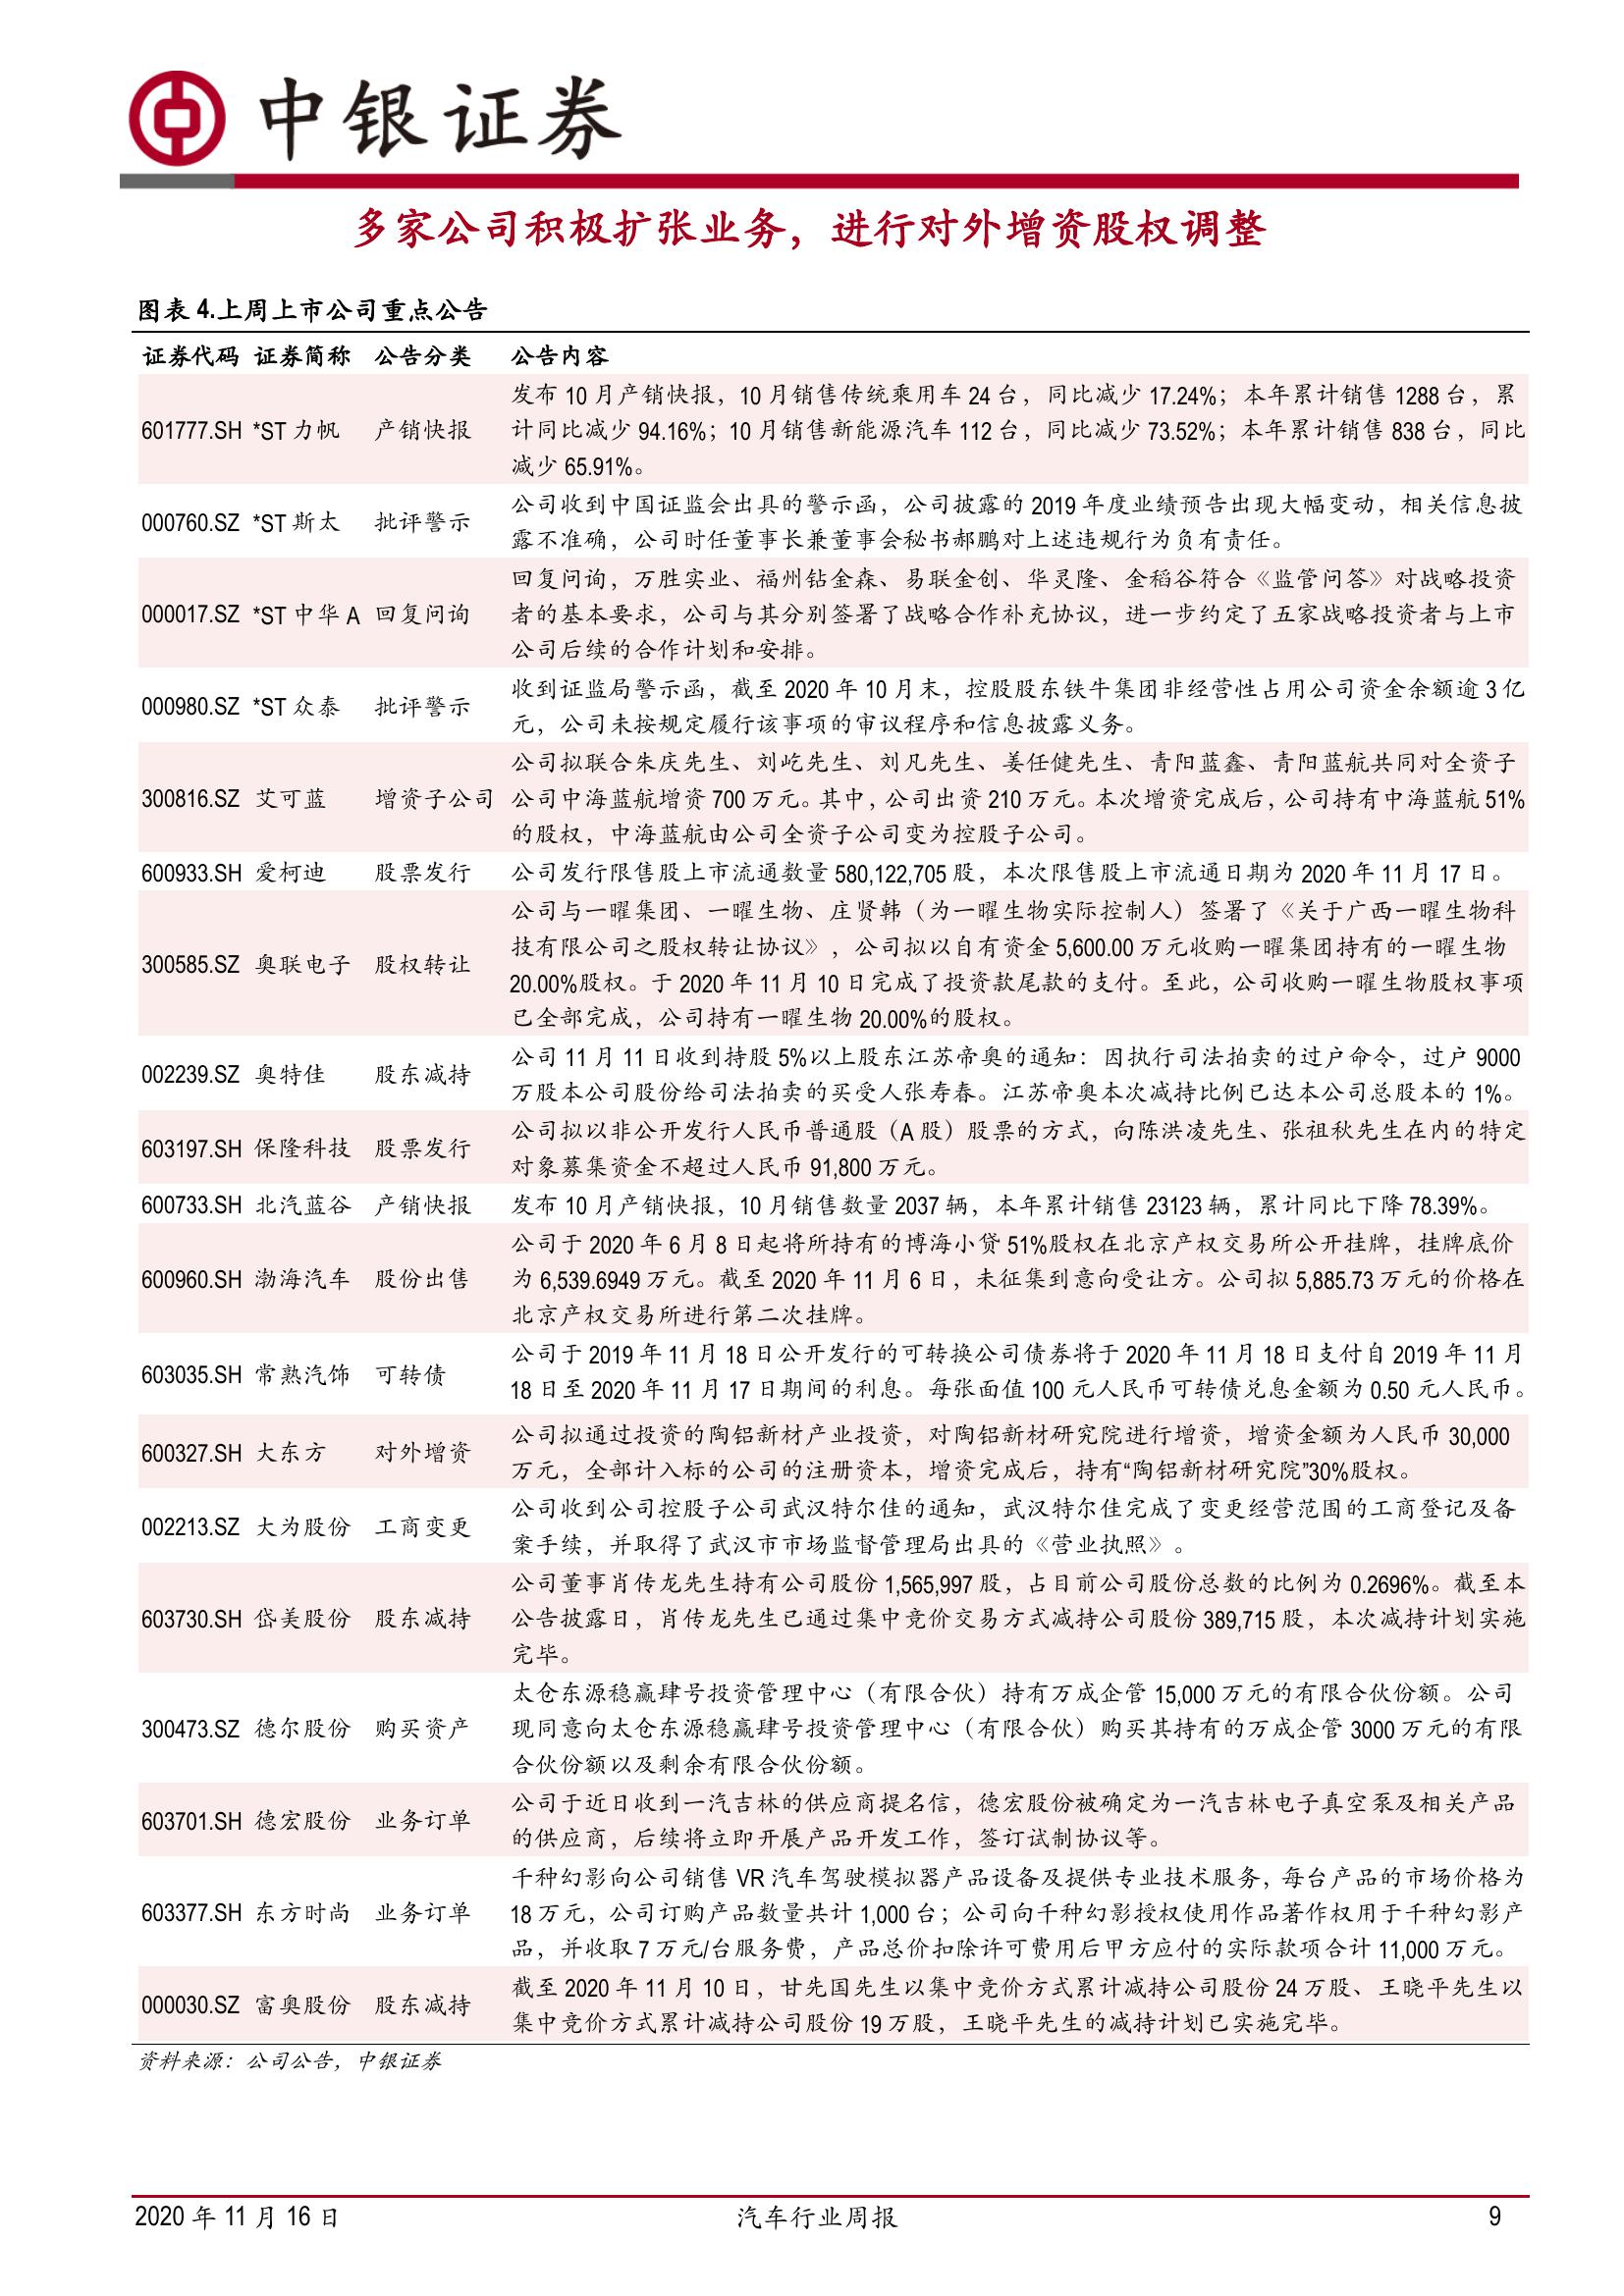 中银证券
多家公司积极扩张业务，进行对外增资股权调整
图表 4.上周上市公司重点公告
证券代码 证券简称 公告分类 公告内容
发布 10 月产销快报，10 月销售传统乘用车 24 台，同比减少 17.24%；本年累计销售 1288 台，累
601777.SH *ST 力帆 产销快报 计同比减少 94.16%；10 月销售新能源汽车 112 台，同比减少 73.52%；本年累计销售 838 台，同比
减少 65.91%。
公司收到中国证监会出具的警示函，公司披露的 2019 年度业绩预告出现大幅变动，相关信息披
000760.SZ *ST 斯太 批评警示
露不准确，公司时任董事长兼董事会秘书郝鹏对上述违规行为负有责任。
回复问询，万胜实业、福州钻金森、易联金创、华灵隆、金稻谷符合《监管问答》对战略投资
000017.SZ *ST 中华 A 回复问询 者的基本要求，公司与其分别签署了战略合作补充协议，进一步约定了五家战略投资者与上市
公司后续的合作计划和安排。
收到证监局警示函，截至 2020 年 10 月末，控股股东铁牛集团非经营性占用公司资金余额逾 3 亿
000980.SZ *ST 众泰 批评警示
元，公司未按规定履行该事项的审议程序和信息披露义务。
公司拟联合朱庆先生、刘屹先生、刘凡先生、姜任健先生、青阳蓝鑫、青阳蓝航共同对全资子
300816.SZ 艾可蓝 增资子公司 公司中海蓝航增资 700 万元。其中，公司出资 210 万元。本次增资完成后，公司持有中海蓝航 51%
的股权，中海蓝航由公司全资子公司变为控股子公司。
600933.SH 爱柯迪 股票发行 公司发行限售股上市流通数量 580,122,705 股，本次限售股上市流通日期为 2020 年 11 月 17 日。
公司与一曜集团、一曜生物、庄贤韩（为一曜生物实际控制人）签署了《关于广西一曜生物科
技有限公司之股权转让协议》，公司拟以自有资金 5,600.00 万元收购一曜集团持有的一曜生物
300585.SZ 奥联电子 股权转让
20.00%股权。于 2020 年 11 月 10 日完成了投资款尾款的支付。至此，公司收购一曜生物股权事项
已全部完成，公司持有一曜生物 20.00%的股权。
公司 11 月 11 日收到持股 5%以上股东江苏帝奥的通知：因执行司法拍卖的过户命令，过户 9000
002239.SZ 奥特佳 股东减持
万股本公司股份给司法拍卖的买受人张寿春。江苏帝奥本次减持比例已达本公司总股本的 1%。
公司拟以非公开发行人民币普通股（A 股）股票的方式，向陈洪凌先生、张祖秋先生在内的特定
603197.SH 保隆科技 股票发行
对象募集资金不超过人民币 91,800 万元。
600733.SH 北汽蓝谷 产销快报 发布 10 月产销快报，10 月销售数量 2037 辆，本年累计销售 23123 辆，累计同比下降 78.39%。
公司于 2020 年 6 月 8 日起将所持有的博海小贷 51%股权在北京产权交易所公开挂牌，挂牌底价
600960.SH 渤海汽车 股份出售 为 6,539.6949 万元。截至 2020 年 11 月 6 日，未征集到意向受让方。公司拟 5,885.73 万元的价格在
北京产权交易所进行第二次挂牌。
公司于 2019 年 11 月 18 日公开发行的可转换公司债券将于 2020 年 11 月 18 日支付自 2019 年 11 月
603035.SH 常熟汽饰 可转债
18 日至 2020 年 11 月 17 日期间的利息。每张面值 100 元人民币可转债兑息金额为 0.50 元人民币。
公司拟通过投资的陶铝新材产业投资，对陶铝新材研究院进行增资，增资金额为人民币 30,000
600327.SH 大东方 对外增资
万元，全部计入标的公司的注册资本，增资完成后，持有“陶铝新材研究院”30%股权。
公司收到公司控股子公司武汉特尔佳的通知，武汉特尔佳完成了变更经营范围的工商登记及备
002213.SZ 大为股份 工商变更
案手续，并取得了武汉市市场监督管理局出具的《营业执照》。
公司董事肖传龙先生持有公司股份 1,565,997 股，占目前公司股份总数的比例为 0.2696%。截至本
603730.SH 岱美股份 股东减持 公告披露日，肖传龙先生已通过集中竞价交易方式减持公司股份 389,715 股，本次减持计划实施
完毕。
太仓东源稳赢肆号投资管理中心（有限合伙）持有万成企管 15,000 万元的有限合伙份额。公司
300473.SZ 德尔股份 购买资产 现同意向太仓东源稳赢肆号投资管理中心（有限合伙）购买其持有的万成企管 3000 万元的有限
合伙份额以及剩余有限合伙份额。
公司于近日收到一汽吉林的供应商提名信，德宏股份被确定为一汽吉林电子真空泵及相关产品
603701.SH 德宏股份 业务订单
的供应商，后续将立即开展产品开发工作，签订试制协议等。
千种幻影向公司销售 VR 汽车驾驶模拟器产品设备及提供专业技术服务，每台产品的市场价格为
603377.SH 东方时尚 业务订单 18 万元，公司订购产品数量共计 1,000 台；公司向千种幻影授权使用作品著作权用于千种幻影产
品，并收取 7 万元/台服务费，产品总价扣除许可费用后甲方应付的实际款项合计 11,000 万元。
截至 2020 年 11 月 10 日，甘先国先生以集中竞价方式累计减持公司股份 24 万股、王晓平先生以
000030.SZ 富奥股份 股东减持
集中竞价方式累计减持公司股份 19 万股，王晓平先生的减持计划已实施完毕。
资料来源：公司公告，中银证券
2020 年 11 月 16 日 汽车行业周报 9